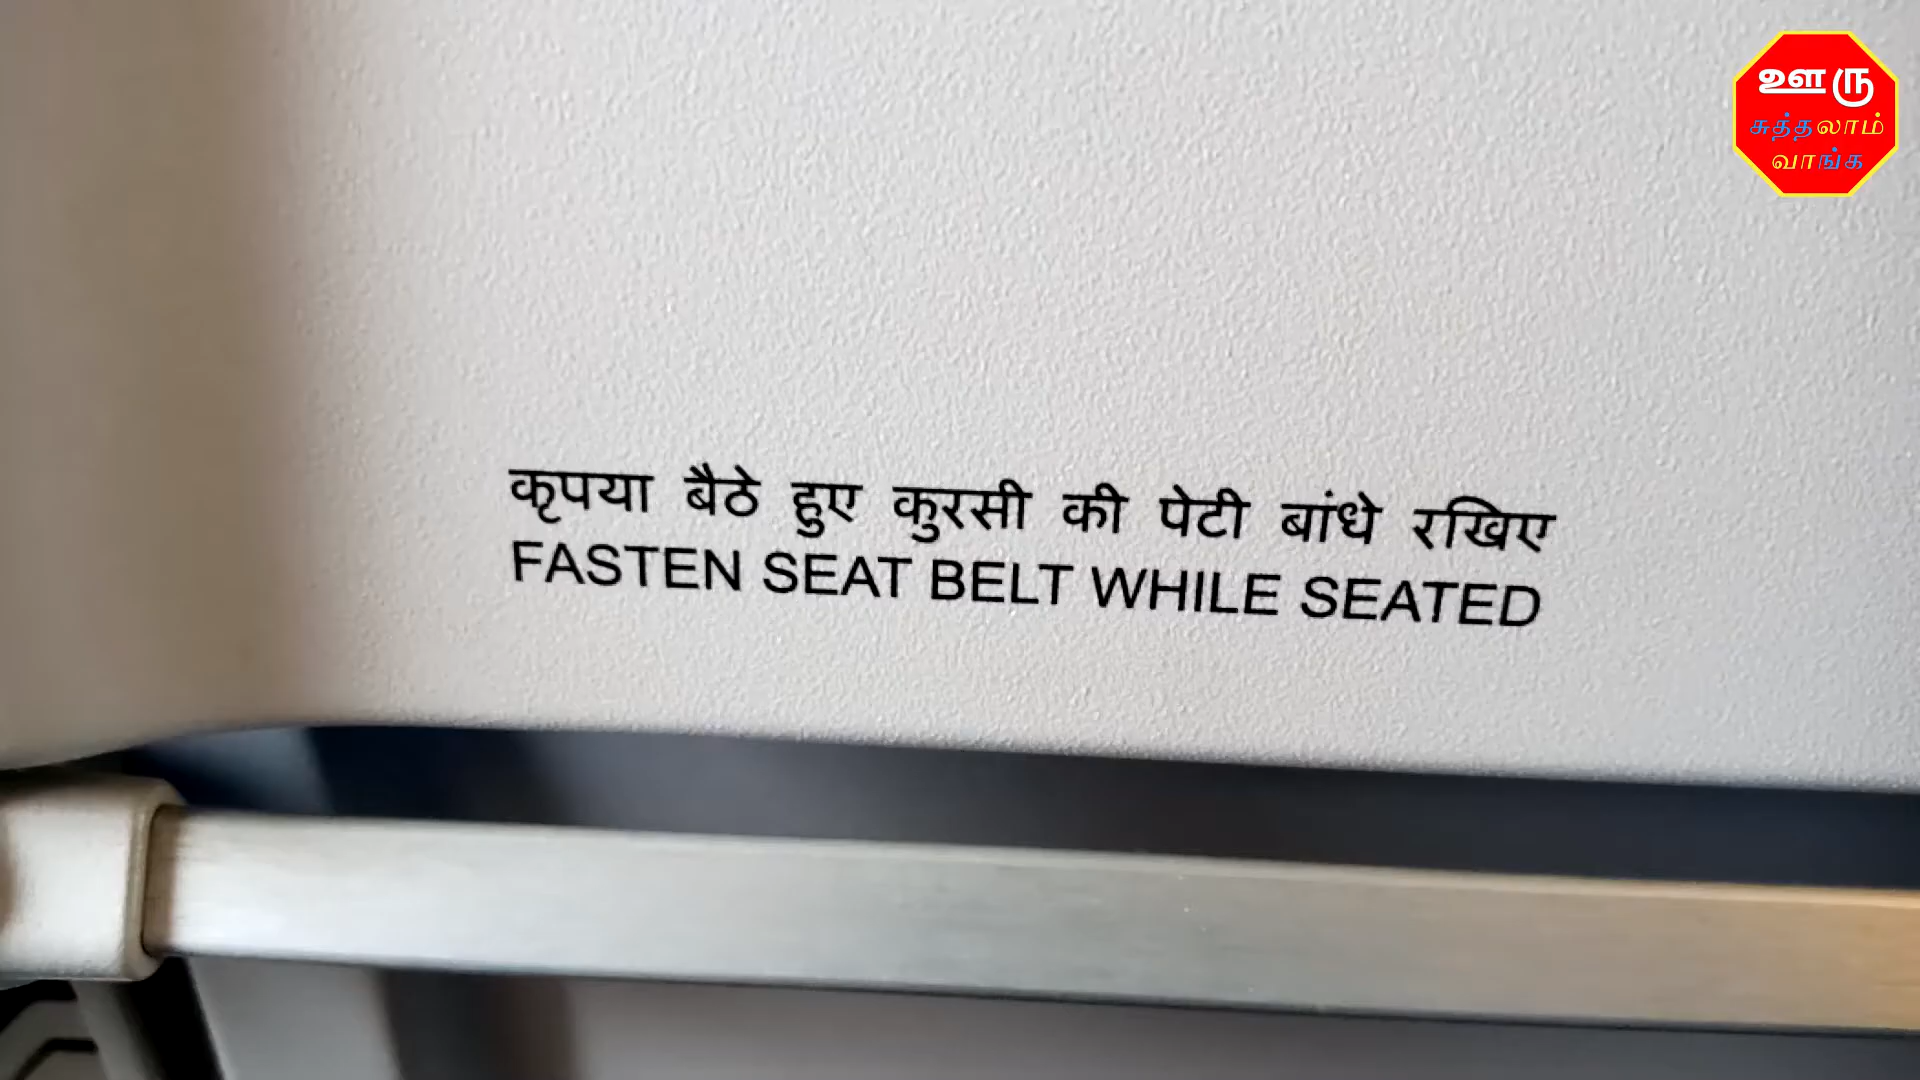 ஊரு
சுத்தலாம்
வாங்க
कृपया बैठे हुए कुरसी की पेटी बांधे रखिए
FASTEN SEAT BELT WHILE SEATED